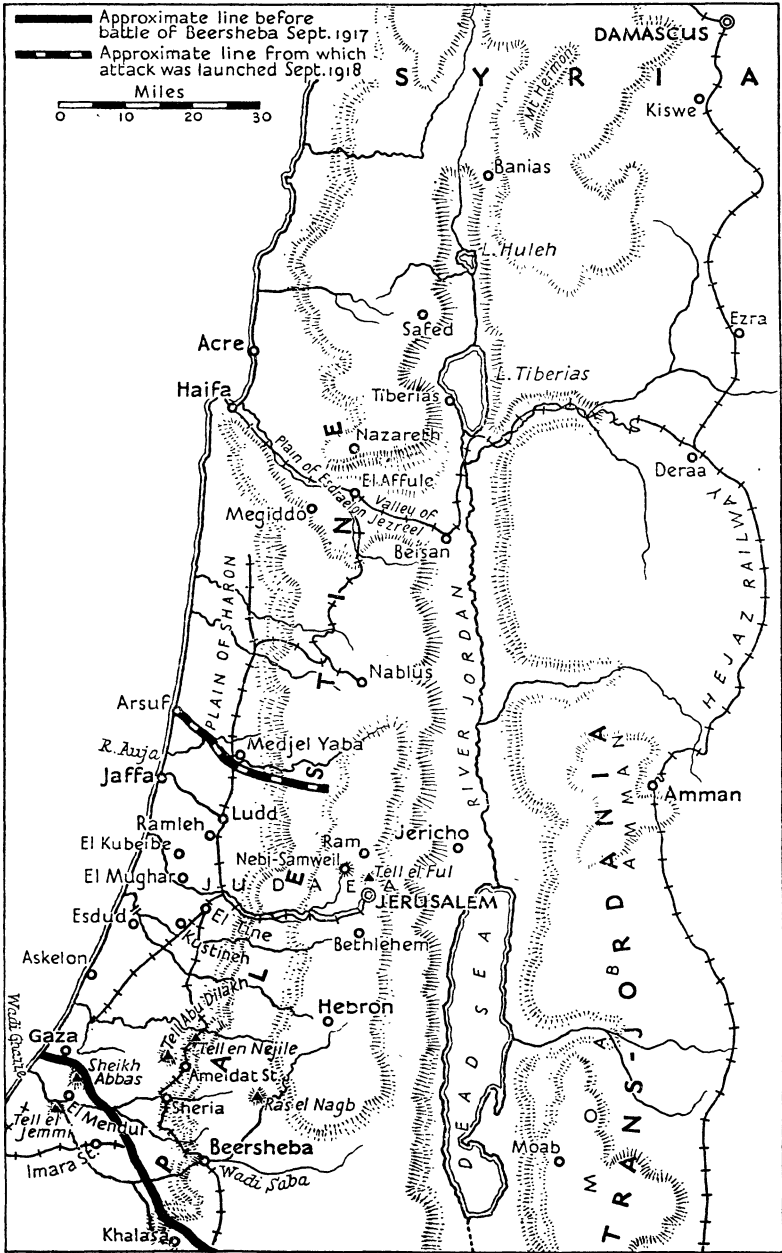 Approximate line before
battle of Beersheba Sept. 1917
Approximate line from which
attack was launched Sept. 1918
Miles
0 10 20 30
SYRIA
DAMASCUS
Mt Hermon
Kiswe
Banias
L. Huleh
Safed
Ezra
Acre
L. Tiberias
Haifa
Tiberias
Nazareth
Plain of Esdraelon
El Affule
Valley of
Jezreel
Deraa
Megiddo
Beisan
PLAIN OF SHARON
RIVER JORDAN
HEJAZ RAILWAY
Nablus
Arsuf
R. Auja
Medjel Yaba
Jaffa
AMMAN
Amman
Ludd
Ramleh
El Kubeibe
Ram
Jericho
Nebi-Samweil
El Mughar
Tell el Ful
JUDAEA
JERUSALEM
Esdud
El Tine
Kustineh
Bethlehem
Askelon
DEAD SEA
Tell Abu Dilakh
Hebron
Wadi Ghuzze
Gaza
Tell en Nejile
Sheikh
Abbas
Ameidat St.
El Mendur
Sheria
Ras el Nagb
Tell el
Jemmi
Imara St.
Beersheba
Wadi Saba
Moab
MOAB
Khalasa
PALESTINE
TRANS-JORDANIA